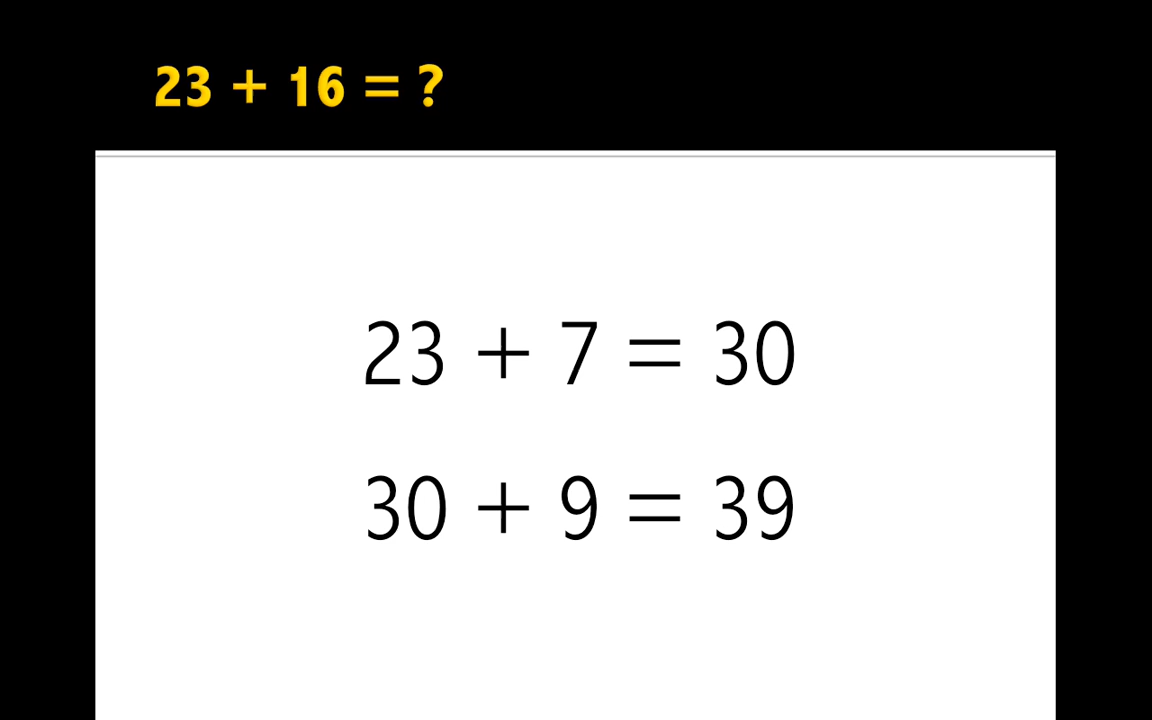 23 + 16 = ?
23 + 7 = 30
30 + 9 = 39